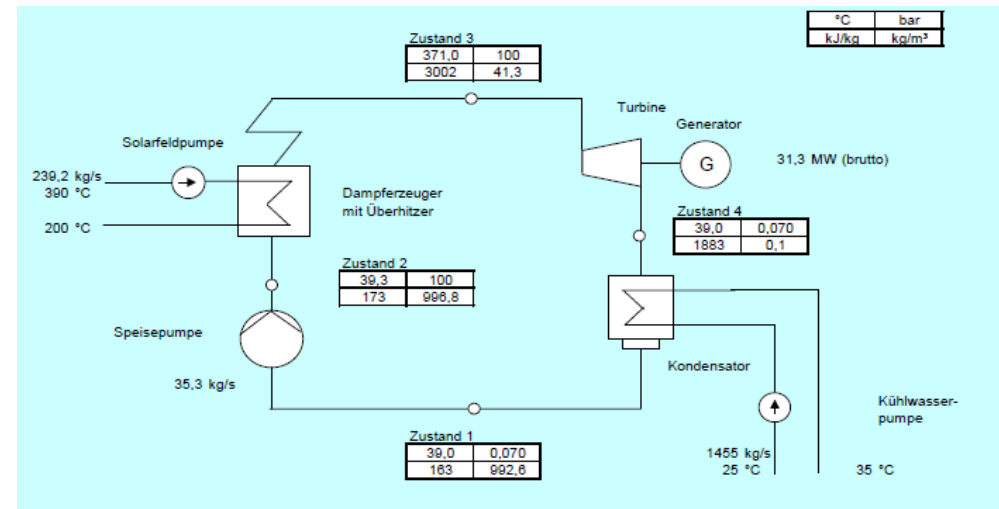 °C bar
kJ/kg kg/m³
Zustand 3
371,0 100
3002 41,3
Turbine
Generator
G
31,3 MW (brutto)
Solarfeldpumpe
239,2 kg/s
390 °C
200 °C
Dampferzeuger
mit Überhitzer
Zustand 4
39,0 0,070
1883 0,1
Zustand 2
39,3 100
173 996,8
Speisepumpe
35,3 kg/s
Kondensator
Kühlwasser-
pumpe
Zustand 1
39,0 0,070
163 992,6
1455 kg/s
25 °C
35 °C